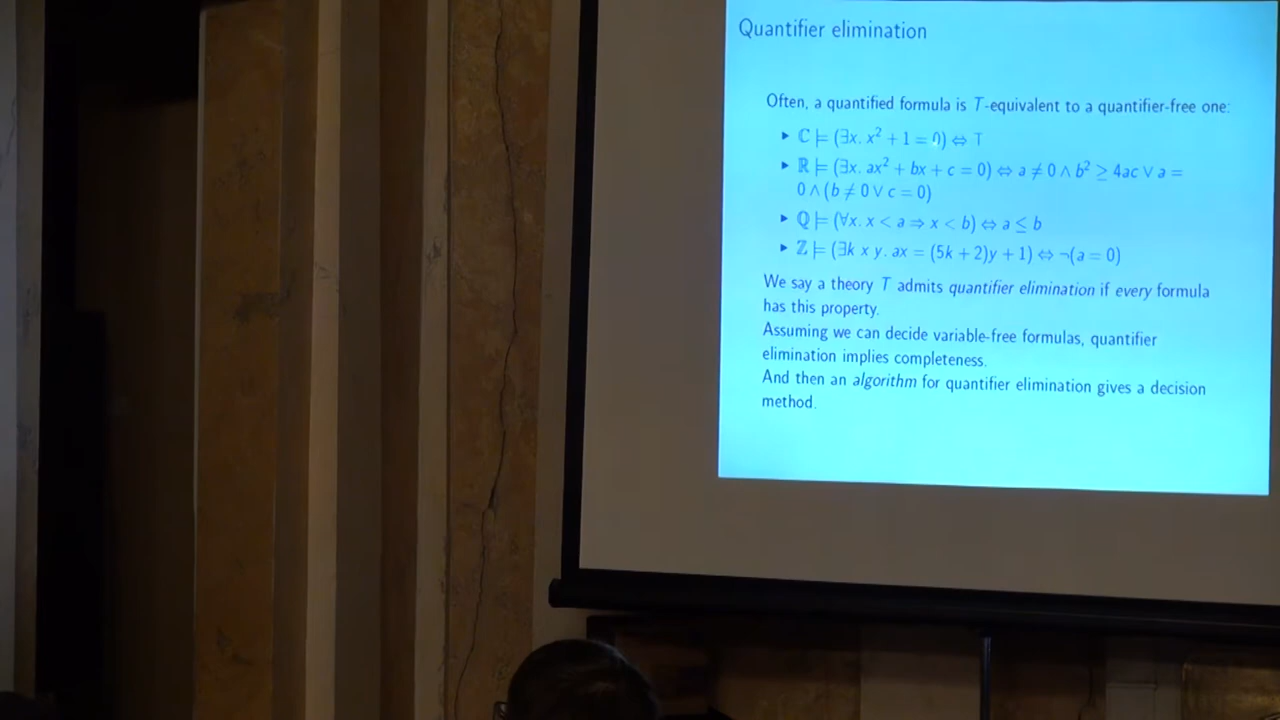 Quantifier elimination
Often, a quantified formula is T-equivalent to a quantifier-free one:
▶ ℂ ⊨ (∃x. x² + 1 = 0) ⇔ ⊤
▶ ℝ ⊨ (∃x. ax² + bx + c = 0) ⇔ a ≠ 0 ∧ b² ≥ 4ac ∨ a =
0 ∧ (b ≠ 0 ∨ c = 0)
▶ ℚ ⊨ (∀x. x < a ⇒ x < b) ⇔ a ≤ b
▶ ℤ ⊨ (∃k x y. ax = (5k + 2)y + 1) ⇔ ¬(a = 0)
We say a theory T admits quantifier elimination if every formula
has this property.
Assuming we can decide variable-free formulas, quantifier
elimination implies completeness.
And then an algorithm for quantifier elimination gives a decision
method.